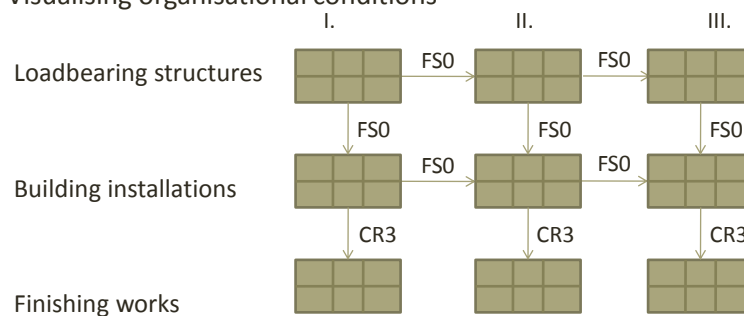 Visualising organisational conditions
I. II. III.
Loadbearing structures FS0 FS0
FS0 FS0 FS0
Building installations FS0 FS0
CR3 CR3 CR3
Finishing works